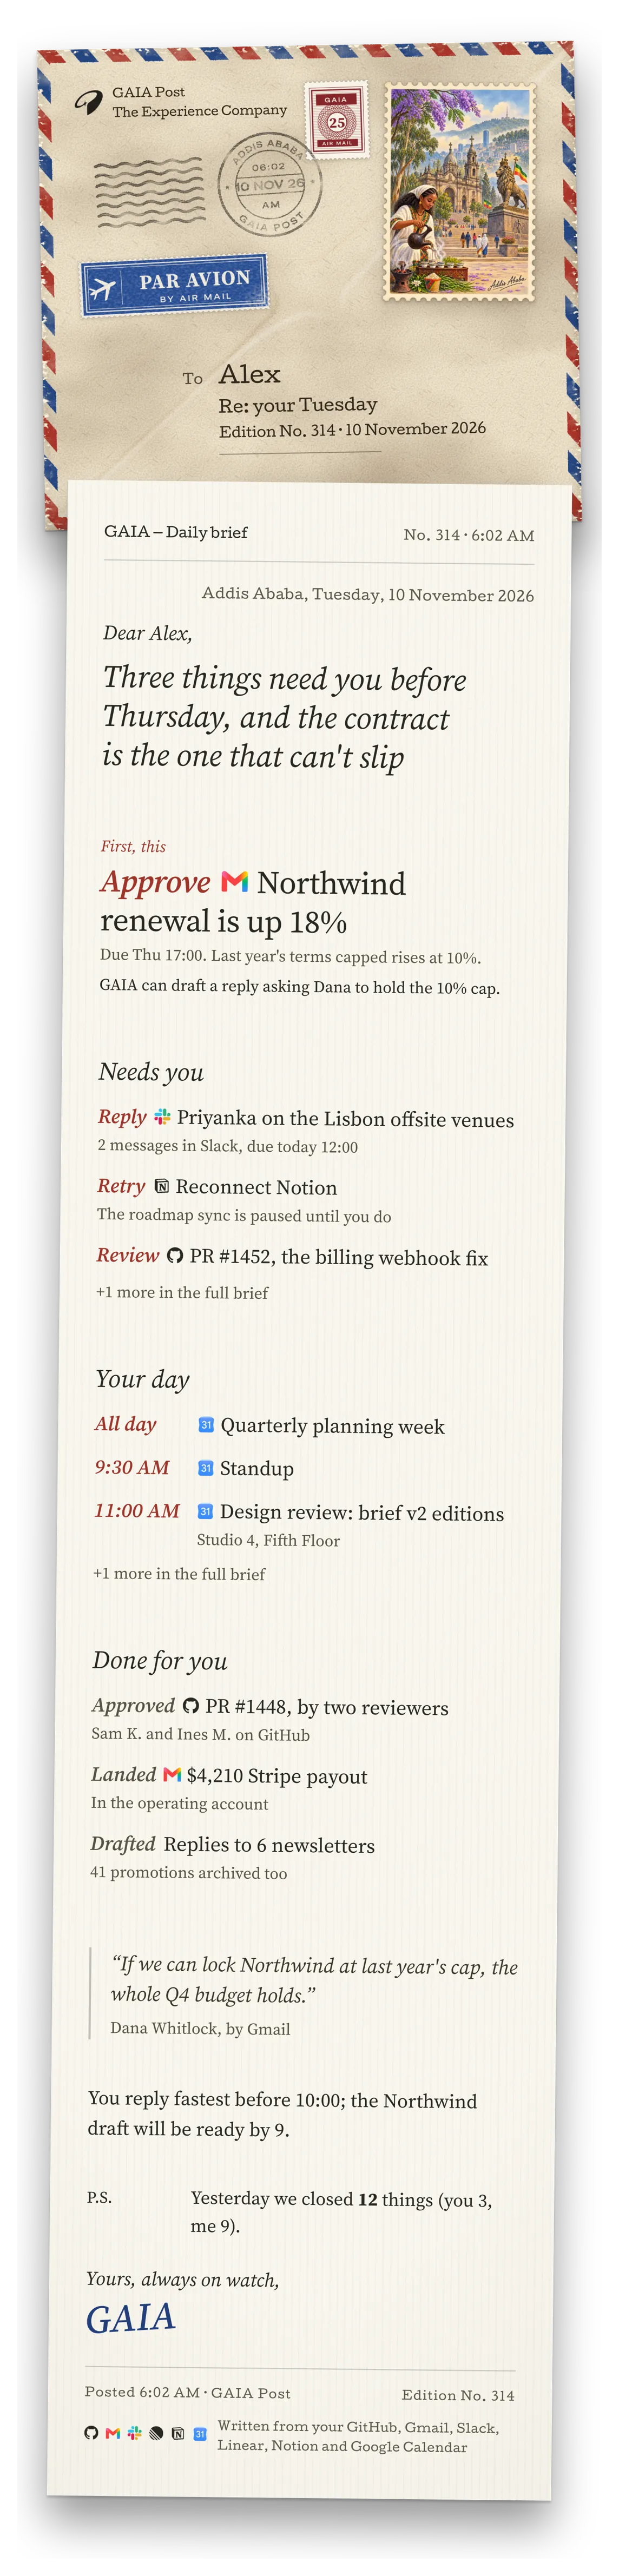 GAIA Post
The Experience Company
GAIA
25
AIR MAIL
ADDIS ABABA
06:02
10 NOV 26
AM
GAIA POST
Addis Ababa
PAR AVION
BY AIR MAIL
To Alex
Re: your Tuesday
Edition No. 314 · 10 November 2026
GAIA – Daily brief No. 314 · 6:02 AM
Addis Ababa, Tuesday, 10 November 2026
Dear Alex,
Three things need you before
Thursday, and the contract
is the one that can't slip
First, this
Approve Northwind
renewal is up 18%
Due Thu 17:00. Last year's terms capped rises at 10%.
GAIA can draft a reply asking Dana to hold the 10% cap.
Needs you
Reply Priyanka on the Lisbon offsite venues
2 messages in Slack, due today 12:00
Retry Reconnect Notion
The roadmap sync is paused until you do
Review PR #1452, the billing webhook fix
+1 more in the full brief
Your day
All day 31 Quarterly planning week
9:30 AM 31 Standup
11:00 AM 31 Design review: brief v2 editions
Studio 4, Fifth Floor
+1 more in the full brief
Done for you
Approved PR #1448, by two reviewers
Sam K. and Ines M. on GitHub
Landed $4,210 Stripe payout
In the operating account
Drafted Replies to 6 newsletters
41 promotions archived too
“If we can lock Northwind at last year's cap, the
whole Q4 budget holds.”
Dana Whitlock, by Gmail
You reply fastest before 10:00; the Northwind
draft will be ready by 9.
P.S. Yesterday we closed 12 things (you 3,
me 9).
Yours, always on watch,
GAIA
Posted 6:02 AM · GAIA Post Edition No. 314
31 Written from your GitHub, Gmail, Slack,
Linear, Notion and Google Calendar